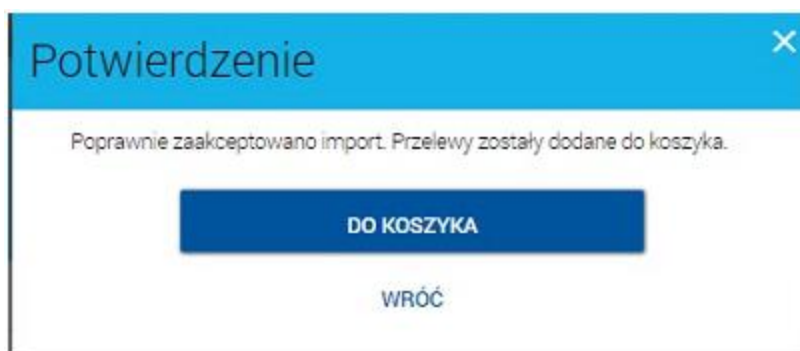 Potwierdzenie
Poprawnie zaakceptowano import. Przelewy zostały dodane do koszyka.
DO KOSZYKA
WRÓĆ